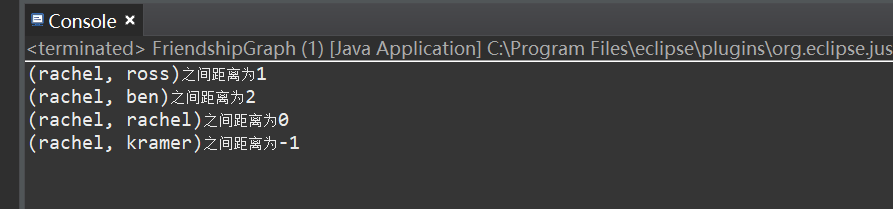 Console
<terminated> FriendshipGraph (1) [Java Application] C:\Program Files\eclipse\plugins\org.eclipse.jus
(rachel, ross)之间距离为1
(rachel, ben)之间距离为2
(rachel, rachel)之间距离为0
(rachel, kramer)之间距离为-1